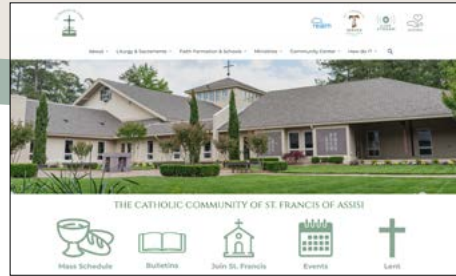 About
Liturgy & Sacraments
Faith Formation & Schools
Ministries
Community Center
How do I?
THE CATHOLIC COMMUNITY OF ST. FRANCIS OF ASSISI
Mass Schedule
Bulletins
Join St. Francis
Events
Lent